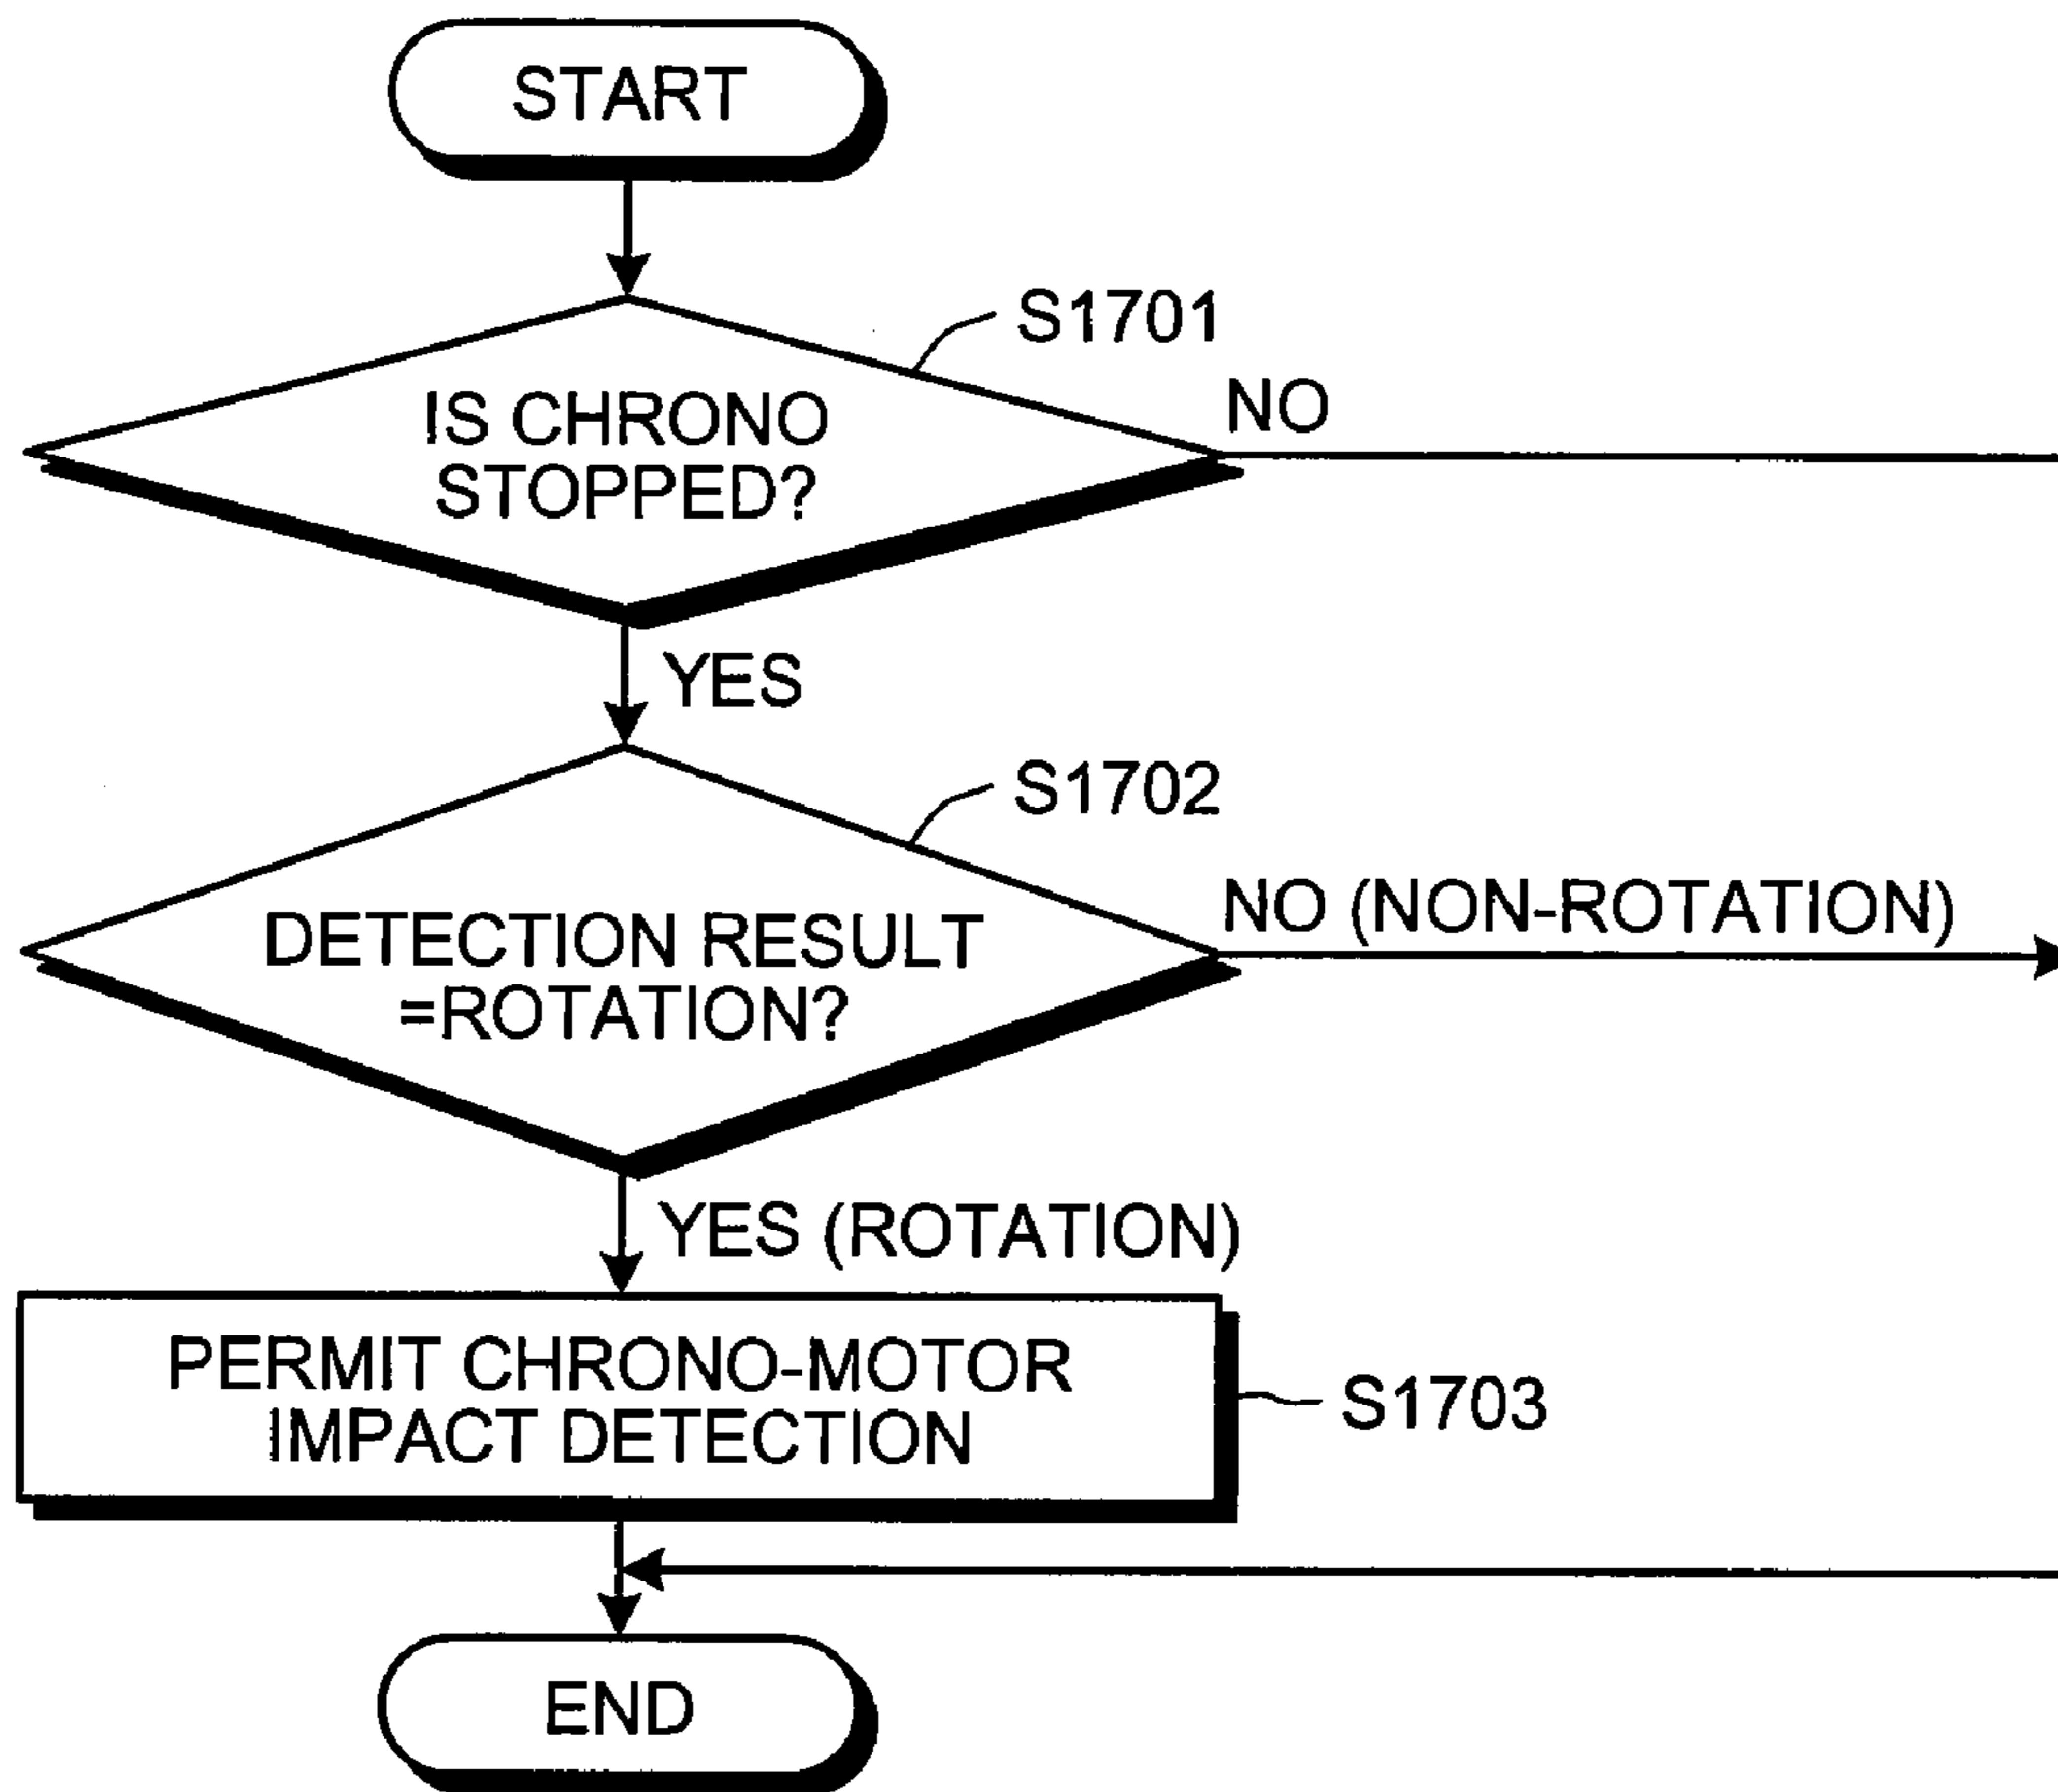 START
S1701
IS CHRONO
STOPPED?
NO
YES
S1702
DETECTION RESULT
=ROTATION?
NO (NON-ROTATION)
YES (ROTATION)
PERMIT CHRONO-MOTOR
IMPACT DETECTION
S1703
END